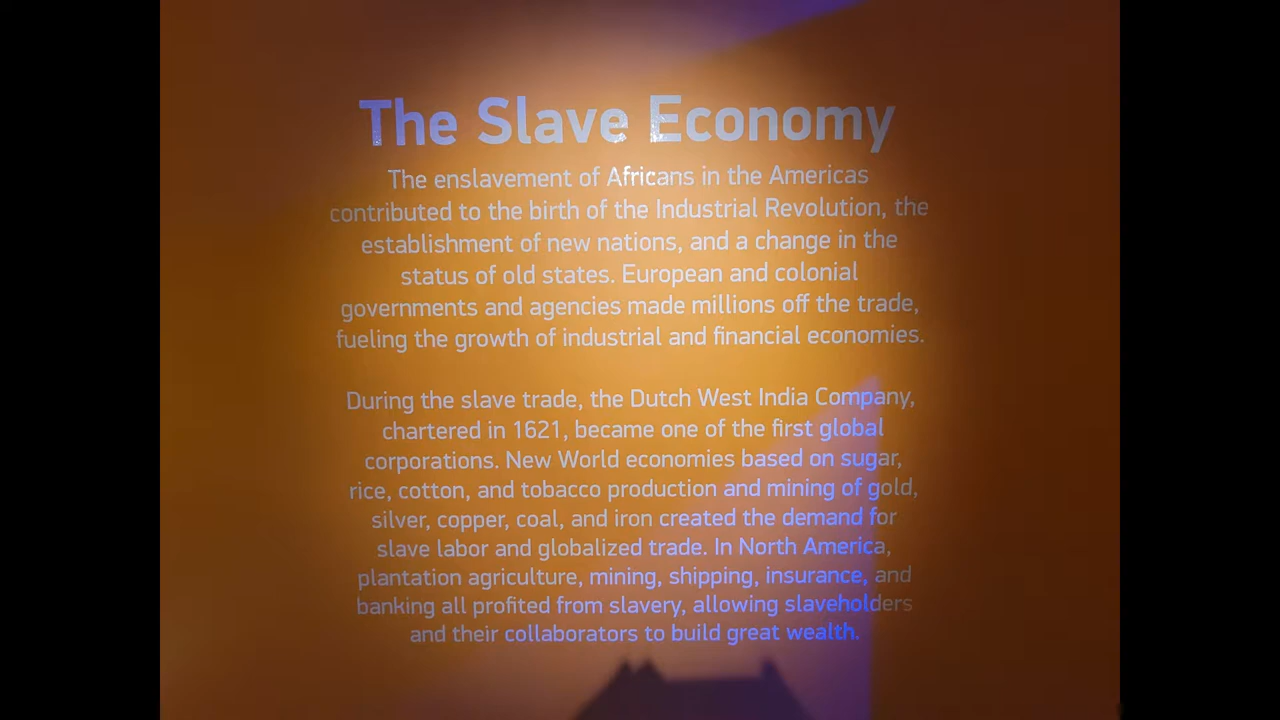 The Slave Economy
The enslavement of Africans in the Americas
contributed to the birth of the Industrial Revolution, the
establishment of new nations, and a change in the
status of old states. European and colonial
governments and agencies made millions off the trade,
fueling the growth of industrial and financial economies.
During the slave trade, the Dutch West India Company,
chartered in 1621, became one of the first global
corporations. New World economies based on sugar,
rice, cotton, and tobacco production and mining of gold,
silver, copper, coal, and iron created the demand for
slave labor and globalized trade. In North America,
plantation agriculture, mining, shipping, insurance, and
banking all profited from slavery, allowing slaveholders
and their collaborators to build great wealth.